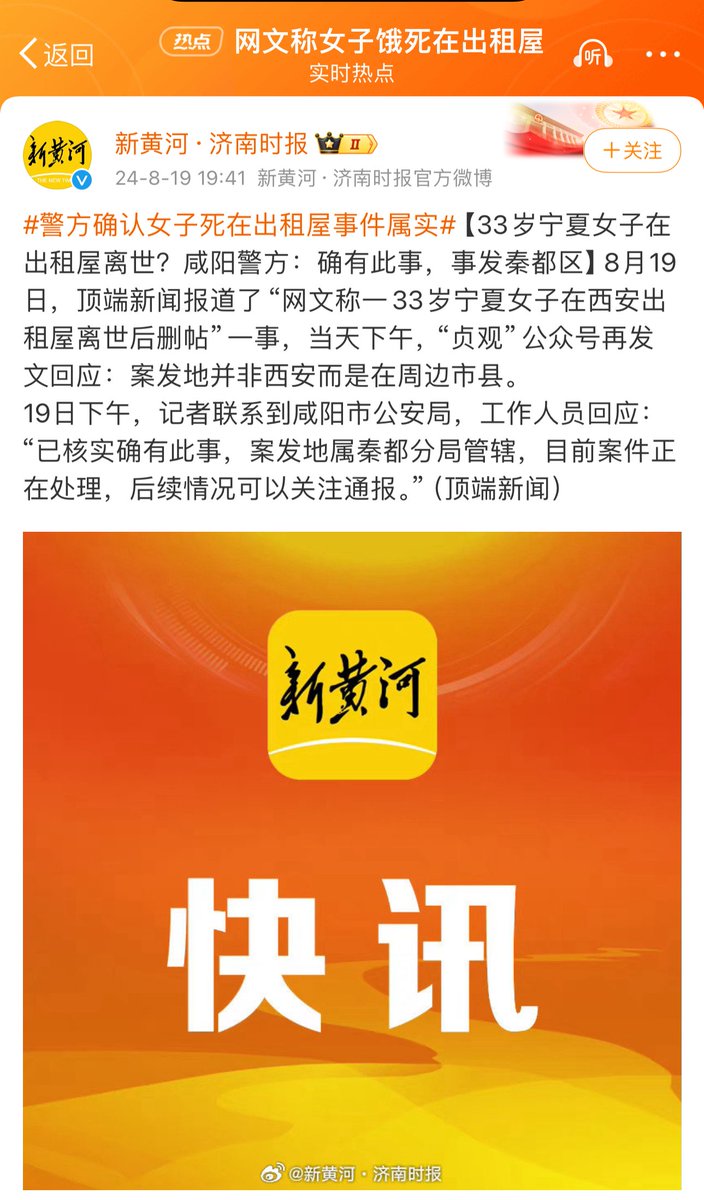 返回
热点 网文称女子饿死在出租屋
实时热点
听
新黄河
新黄河 · 济南时报 II
+关注
24-8-19 19:41 新黄河 · 济南时报官方微博
#警方确认女子死在出租屋事件属实#【33岁宁夏女子在
出租屋离世？咸阳警方：确有此事，事发秦都区】8月19
日，顶端新闻报道了“网文称一33岁宁夏女子在西安出
租屋离世后删帖”一事，当天下午，“贞观”公众号再发
文回应：案发地并非西安而是在周边市县。
19日下午，记者联系到咸阳市公安局，工作人员回应：
“已核实确有此事，案发地属秦都分局管辖，目前案件正
在处理，后续情况可以关注通报。”（顶端新闻）
新黄河
快讯
@新黄河 · 济南时报